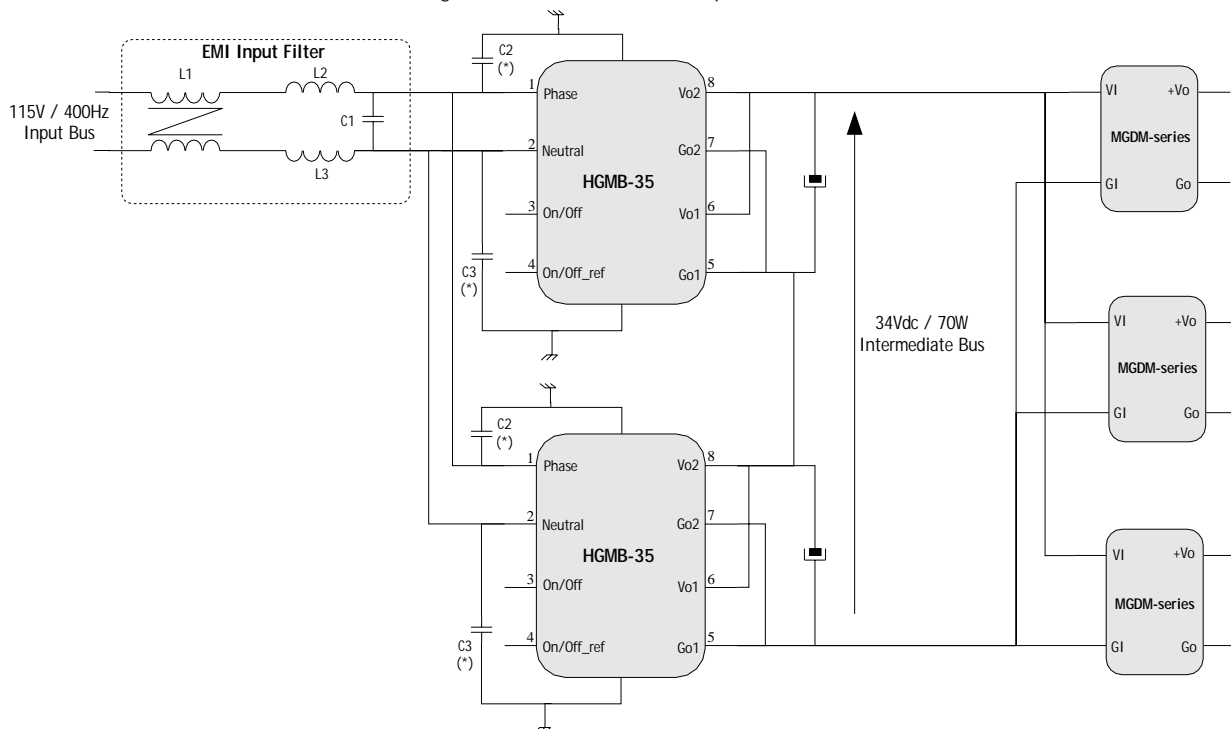 EMI Input Filter
L1
L2
C1
L3
115V / 400Hz
Input Bus
C2
(*)
C3
(*)
1
Phase
2
Neutral
3
On/Off
4
On/Off_ref
HGMB-35
Vo2
8
Go2
7
Vo1
6
Go1
5
34Vdc / 70W
Intermediate Bus
VI
+Vo
MGDM-series
GI
Go
VI
+Vo
MGDM-series
GI
Go
C2
(*)
C3
(*)
1
Phase
2
Neutral
3
On/Off
4
On/Off_ref
HGMB-35
Vo2
8
Go2
7
Vo1
6
Go1
5
VI
+Vo
MGDM-series
GI
Go